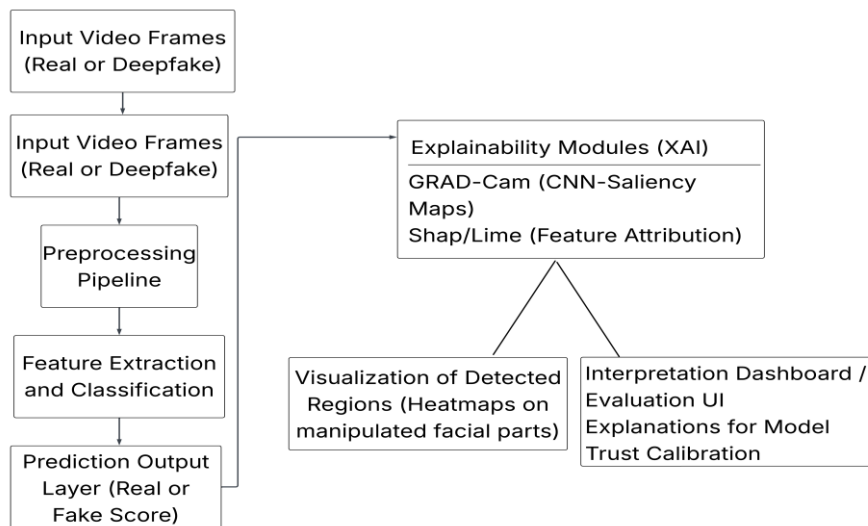 Input Video Frames
(Real or Deepfake)
Input Video Frames
(Real or Deepfake)
Preprocessing
Pipeline
Feature Extraction
and Classification
Prediction Output
Layer (Real or
Fake Score)
Explainability Modules (XAI)
GRAD-Cam (CNN-Saliency
Maps)
Shap/Lime (Feature Attribution)
Visualization of Detected
Regions (Heatmaps on
manipulated facial parts)
Interpretation Dashboard /
Evaluation UI
Explanations for Model
Trust Calibration